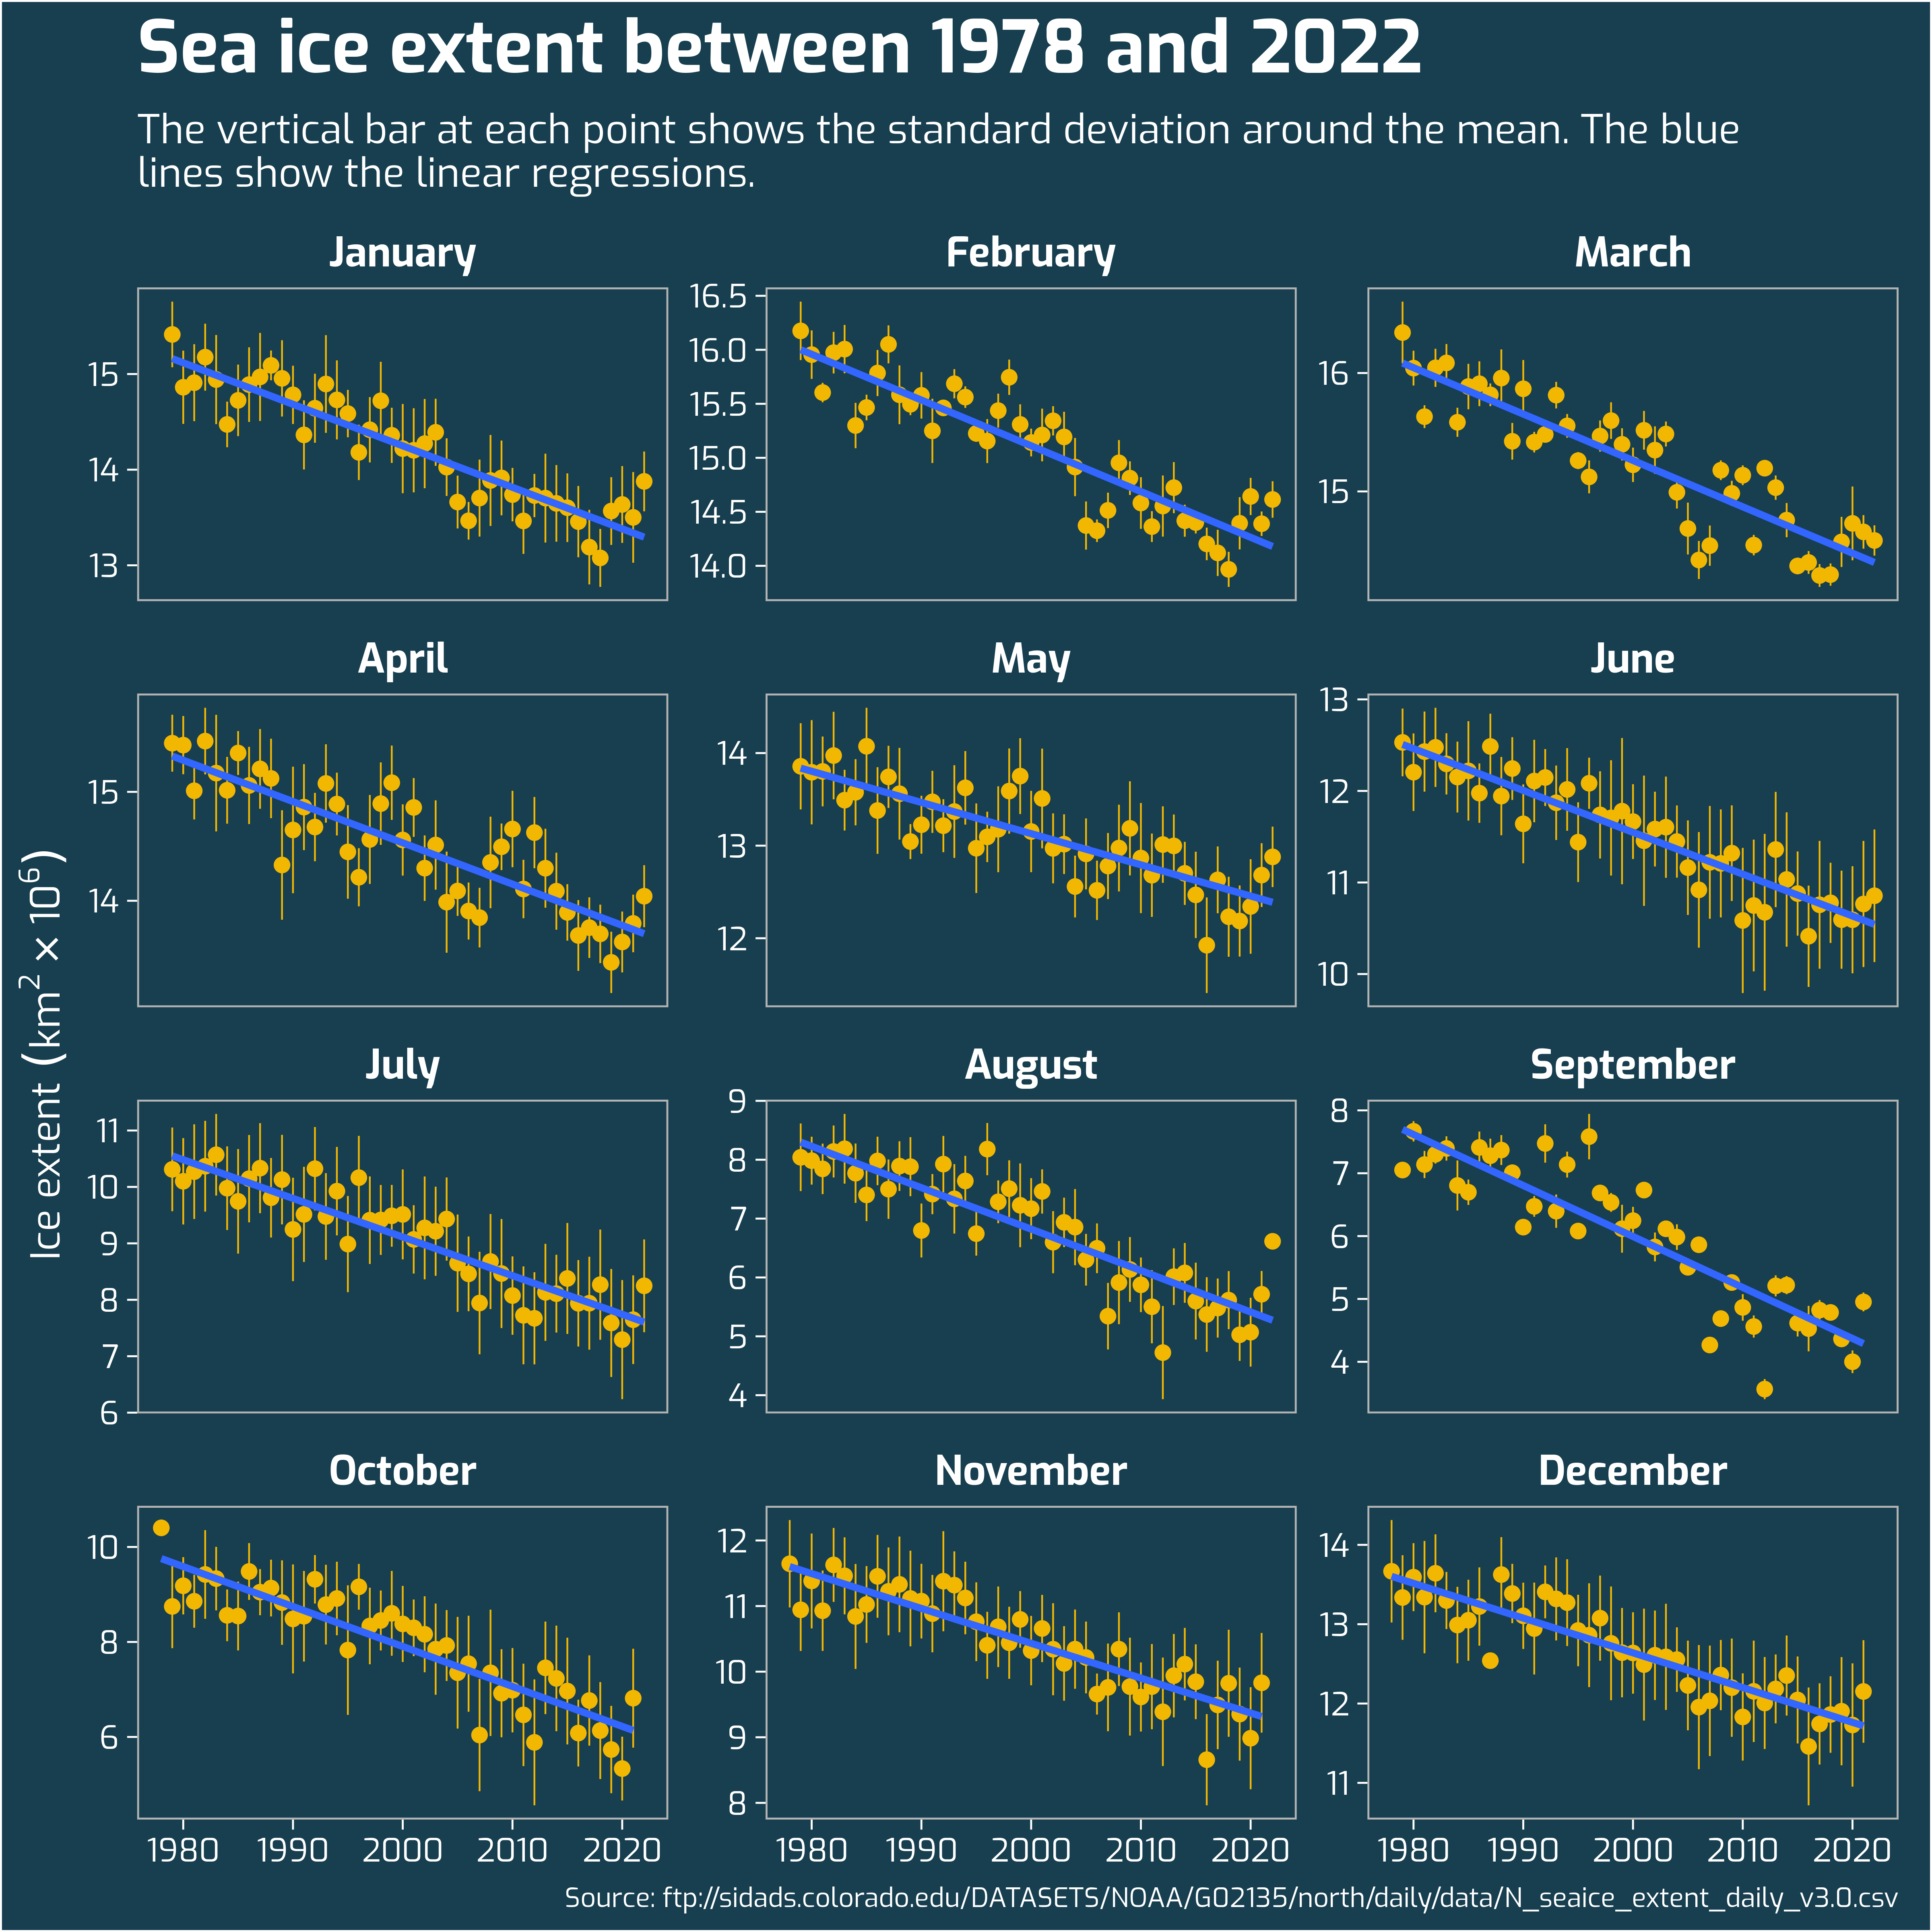 Sea ice extent between 1978 and 2022
The vertical bar at each point shows the standard deviation around the mean. The blue
lines show the linear regressions.
January
February
March
15
14
13
16.5
16.0
15.5
15.0
14.5
14.0
16
15
April
May
June
15
14
14
13
12
13
12
11
10
Ice extent (km² × 10⁶)
July
August
September
11
10
9
8
7
6
9
8
7
6
5
4
8
7
6
5
4
October
November
December
10
8
6
12
11
10
9
8
14
13
12
11
1980 1990 2000 2010 2020
1980 1990 2000 2010 2020
1980 1990 2000 2010 2020
Source: ftp://sidads.colorado.edu/DATASETS/NOAA/G02135/north/daily/data/N_seaice_extent_daily_v3.0.csv